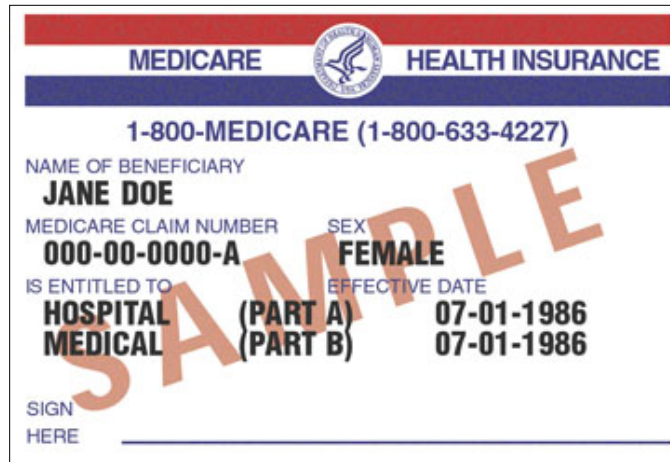 MEDICARE HEALTH INSURANCE
1-800-MEDICARE (1-800-633-4227)
NAME OF BENEFICIARY
JANE DOE
MEDICARE CLAIM NUMBER SEX
000-00-0000-A FEMALE
IS ENTITLED TO EFFECTIVE DATE
HOSPITAL (PART A) 07-01-1986
MEDICAL (PART B) 07-01-1986
SAMPLE
SIGN
HERE